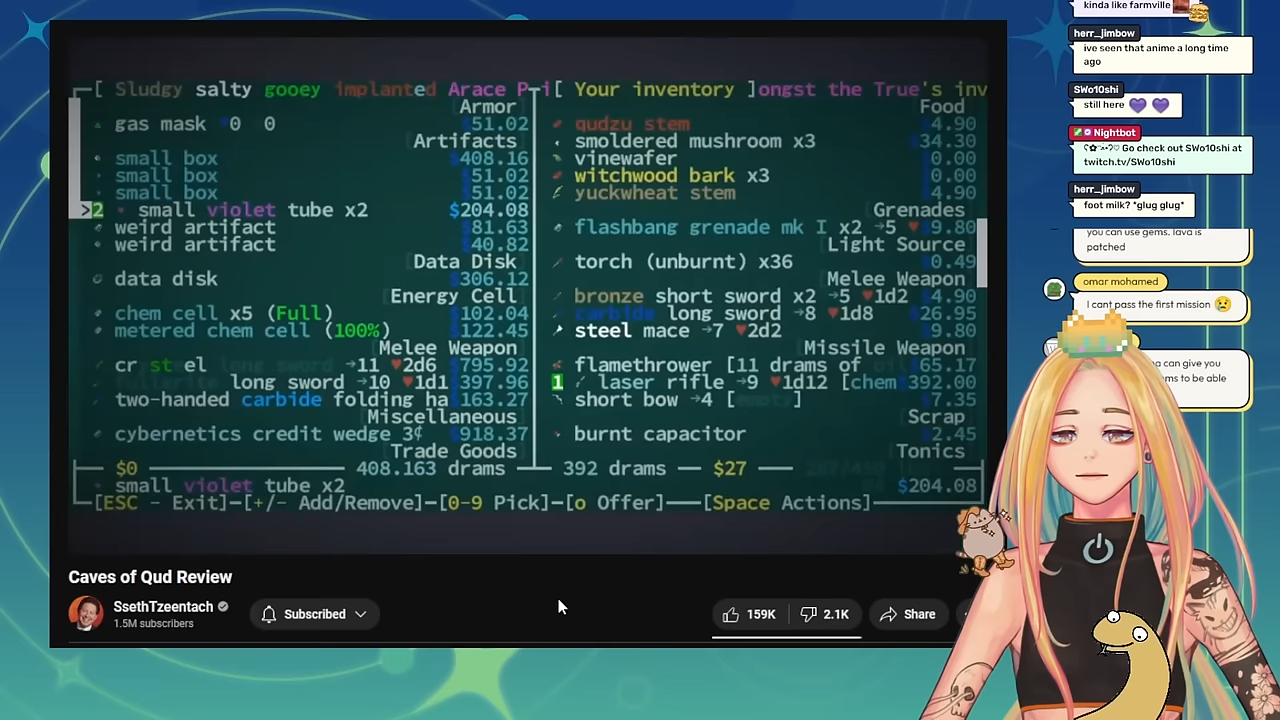 [ Sludgy salty gooey implanted Arace P
i[ Your inventory ]ongst the True's inv
Armor
gas mask 0 0 $51.02
Artifacts
small box $408.16
small box $51.02
small box $51.02
>2 small violet tube x2 $204.08
weird artifact $81.63
weird artifact $40.82
Data Disk
data disk $306.12
Energy Cell
chem cell x5 (Full) $102.04
metered chem cell (100%) $122.45
Melee Weapon
steel →11 ♥2d6 $795.92
long sword →10 ♥1d1 $397.96
two-handed carbide folding ha $163.27
Miscellaneous
cybernetics credit wedge 3¢ $918.37
Trade Goods
Food
qudzu stem $4.90
smoldered mushroom x3 $34.30
vinewafer 0.00
witchwood bark x3 0.00
yuckwheat stem 4.90
Grenades
flashbang grenade mk I x2 →5 ♥ 9.80
Light Source
torch (unburnt) x36 $0.49
Melee Weapon
bronze short sword x2 →5 ♥1d2 $4.90
carbide long sword →8 ♥1d8 $26.95
steel mace →7 ♥2d2 $9.80
Missile Weapon
flamethrower [11 drams of $65.17
1 laser rifle →9 ♥1d12 [chem 392.00
short bow →4 [empty] $7.35
Scrap
burnt capacitor $2.45
Tonics
$0 408.163 drams 392 drams $27
small violet tube x2 $204.08
[ESC - Exit]-[+/- Add/Remove]-[0-9 Pick]-[o Offer]-[Space Actions]
Caves of Qud Review
SsethTzeentach
1.5M subscribers
Subscribed
159K
2.1K
Share
kinda like farmville
herr_jimbow
ive seen that anime a long time
ago
SWo10shi
still here 💜 💜
Nightbot
Go check out SWo10shi at
twitch.tv/SWo10shi
herr_jimbow
foot milk? *glug glug*
you can use gems. lava is
patched
omar mohamed
I cant pass the first mission 😢
a can give you
ms to be able